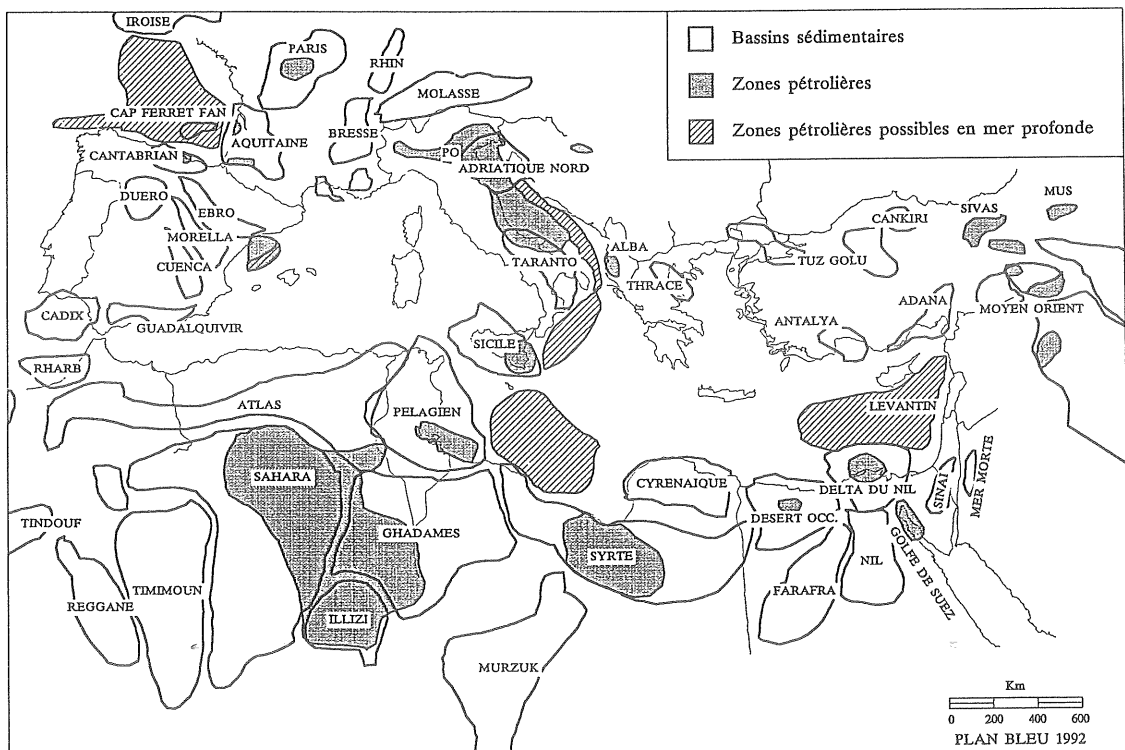 IROISE
PARIS
RHIN
MOLASSE
CAP FERRET FAN
AQUITAINE
BRESSE
CANTABRIAN
PO
ADRIATIQUE NORD
DUERO
EBRO
MORELLA
CUENCA
TARANTO
ALBA
THRACE
CADIX
GUADALQUIVIR
SICILE
RHARB
ATLAS
PELAGIEN
SAHARA
GHADAMES
TINDOUF
REGGANE
TIMIMOUN
ILLIZI
MURZUK
SYRTE
CYRENAIQUE
Bassins sédimentaires
Zones pétrolières
Zones pétrolières possibles en mer profonde
CANKIRI
SIVAS
MUS
TUZ GOLU
ADANA
MOYEN ORIENT
ANTALYA
LEVANTIN
DELTA DU NIL
SINAI
MER MORTE
DESERT OCC.
NIL
GOLFE DE SUEZ
FARAFRA
Km
0 200 400 600
PLAN BLEU 1992